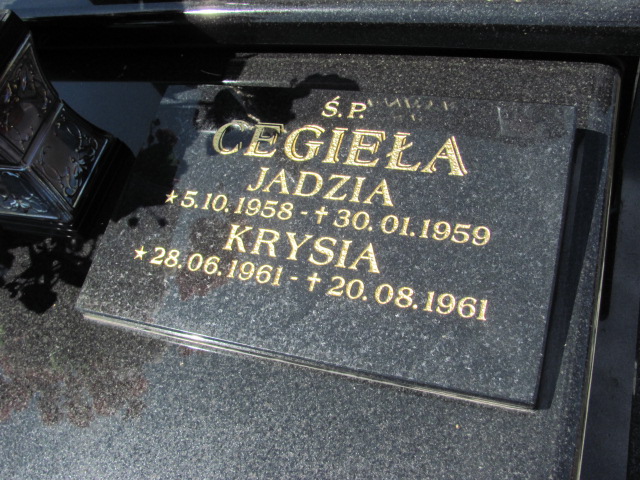 Ś.P.
CEGIEŁA
JADZIA
★5.10.1958 - ✝ 30.01.1959
KRYSIA
★28.06.1961 - ✝ 20.08.1961